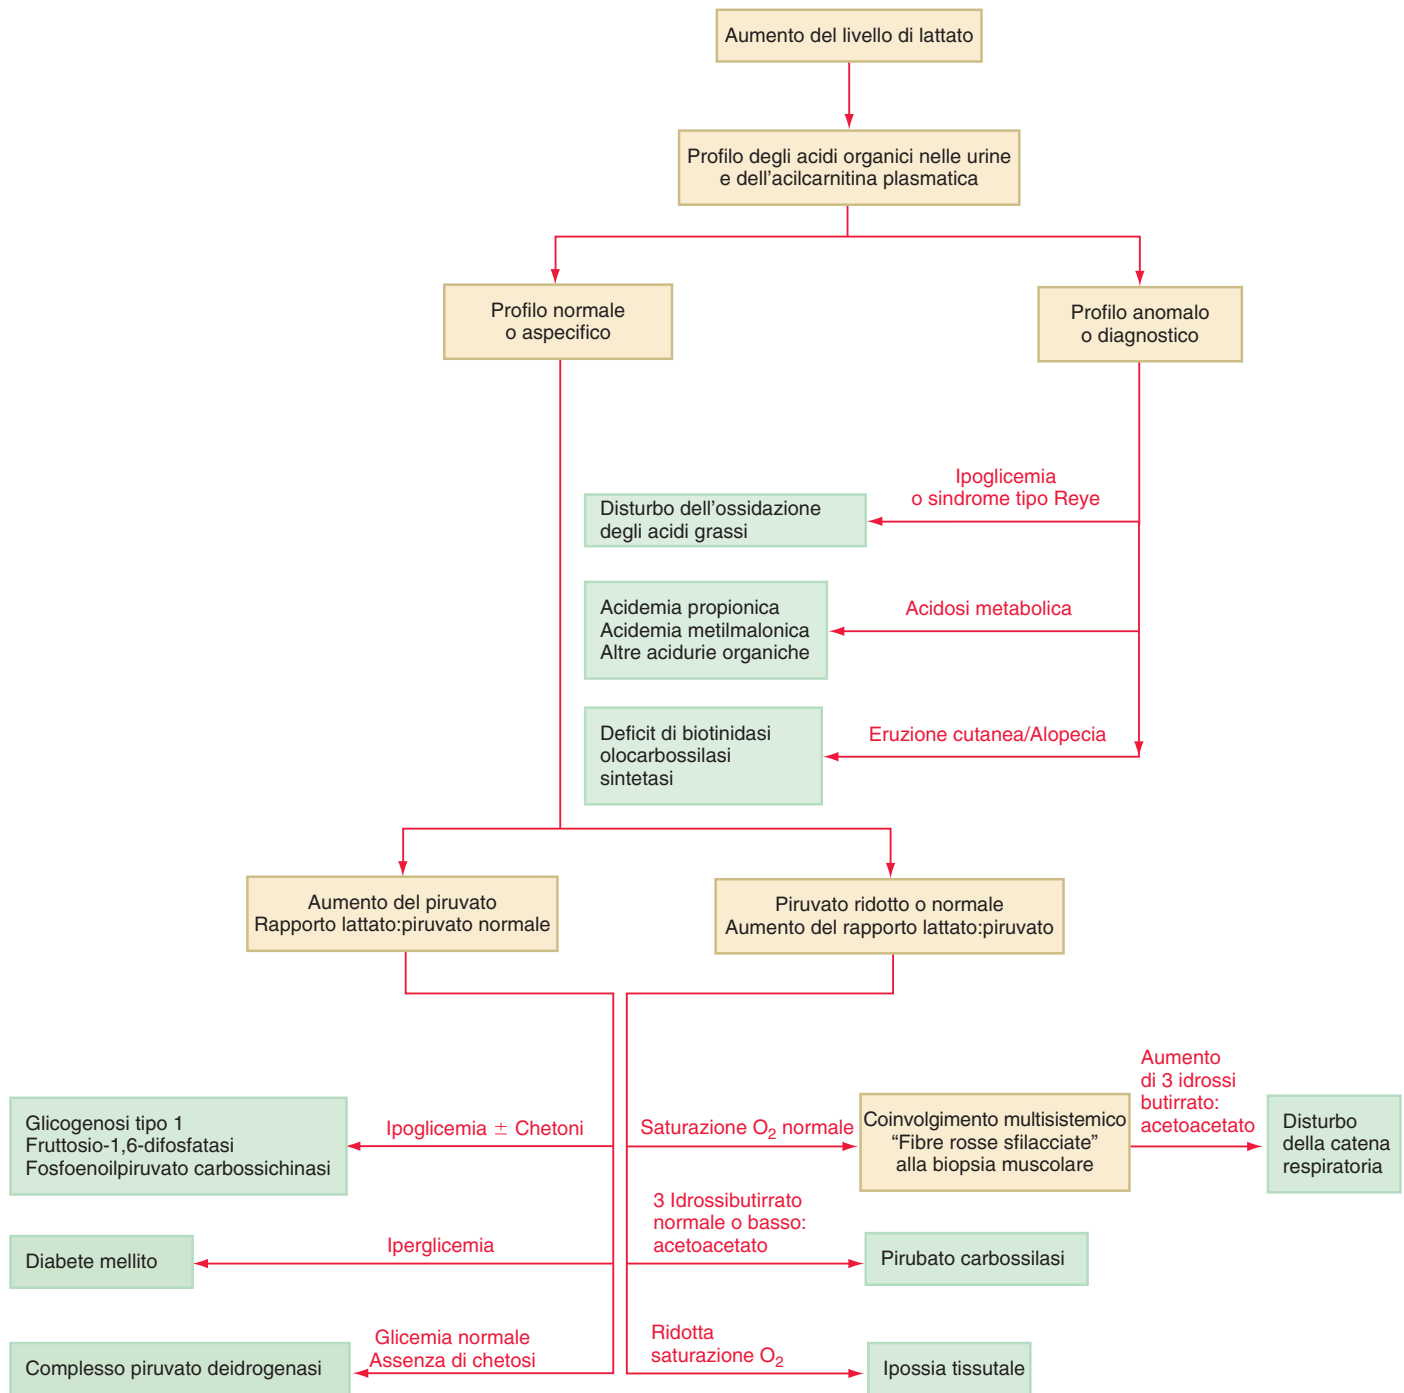 Aumento del livello di lattato
Profilo degli acidi organici nelle urine
e dell'acilcarnitina plasmatica
Profilo normale
o aspecifico
Profilo anomalo
o diagnostico
Ipoglicemia
o sindrome tipo Reye
Disturbo dell'ossidazione
degli acidi grassi
Acidosi metabolica
Acidemia propionica
Acidemia metilmalonica
Altre acidurie organiche
Eruzione cutanea/Alopecia
Deficit di biotinidasi
olocarbossilasi
sintetasi
Aumento del piruvato
Rapporto lattato:piruvato normale
Piruvato ridotto o normale
Aumento del rapporto lattato:piruvato
Ipoglicemia ± Chetoni
Glicogenosi tipo 1
Fruttosio-1,6-difosfatasi
Fosfoenoilpiruvato carbossichinasi
Iperglicemia
Diabete mellito
Glicemia normale
Assenza di chetosi
Complesso piruvato deidrogenasi
Saturazione O2 normale
Coinvolgimento multisistemico
“Fibre rosse sfilacciate”
alla biopsia muscolare
Aumento
di 3 idrossi
butirrato:
acetoacetato
Disturbo
della catena
respiratoria
3 Idrossibutirrato
normale o basso:
acetoacetato
Pirubato carbossilasi
Ridotta
saturazione O2
Ipossia tissutale